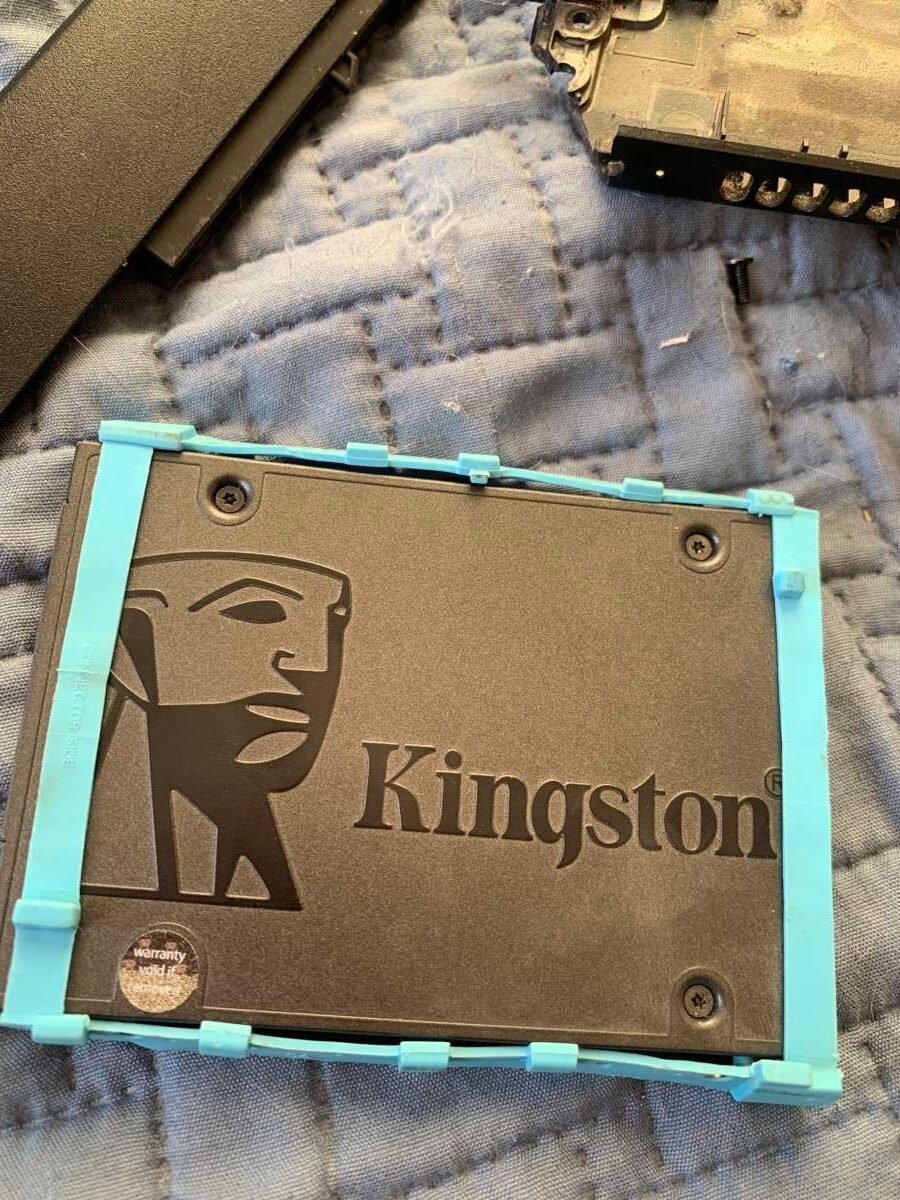 CONNECTOR SIDE
Kingston®
warranty
void if
removed